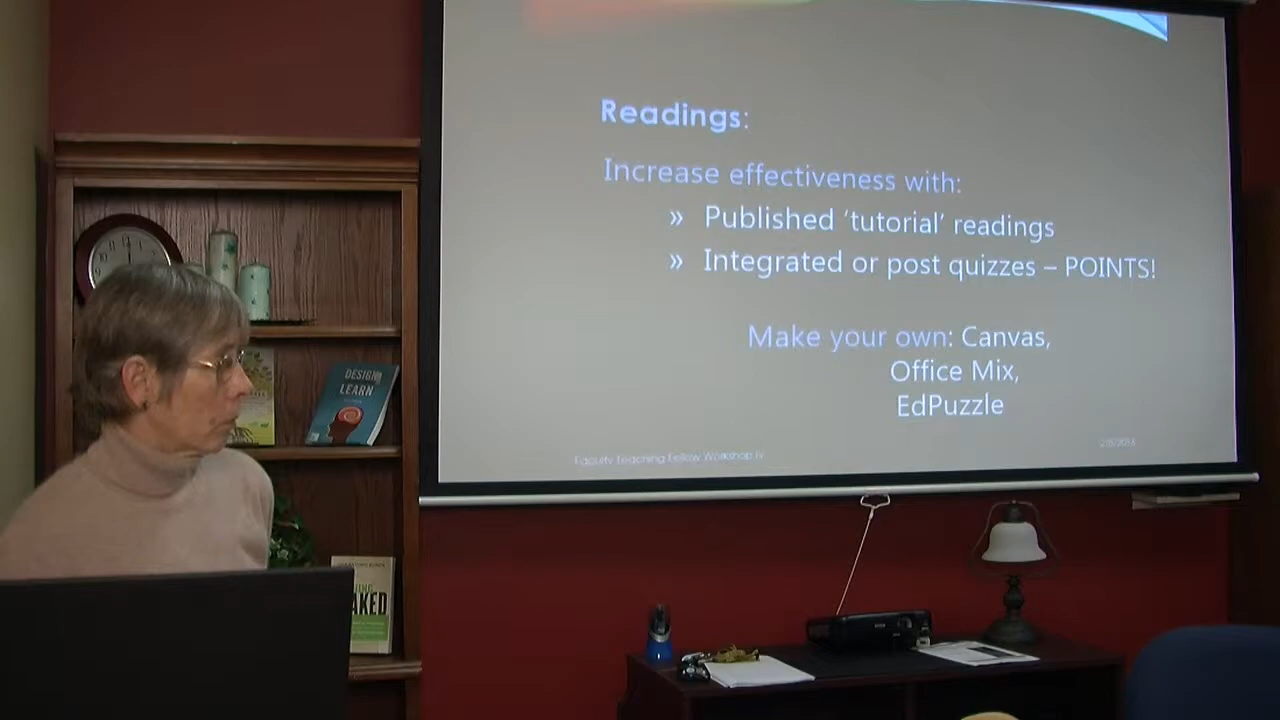 Readings:
Increase effectiveness with:
» Published ‘tutorial’ readings
» Integrated or post quizzes – POINTS!
Make your own: Canvas,
Office Mix,
EdPuzzle
Faculty Teaching Fellow Workshop IV
DESIGN
LEARN
AKED